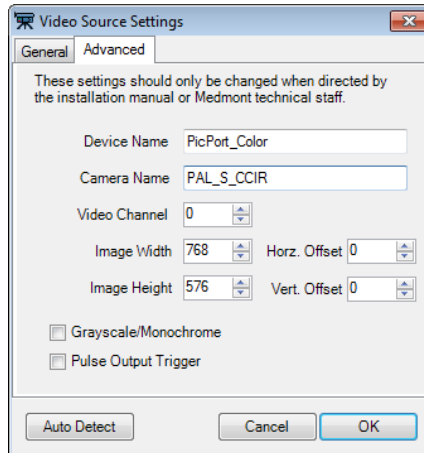 Video Source Settings
General Advanced
These settings should only be changed when directed by
the installation manual or Medmont technical staff.
Device Name PicPort_Color
Camera Name PAL_S_CCIR
Video Channel 0
Image Width 768 Horz. Offset 0
Image Height 576 Vert. Offset 0
Grayscale/Monochrome
Pulse Output Trigger
Auto Detect Cancel OK